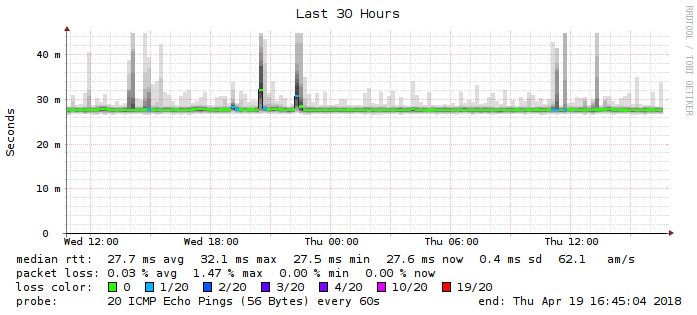 Last 30 Hours
RRDTOOL / TOBI OETIKER
Seconds
40 m
30 m
20 m
10 m
0
Wed 12:00 Wed 18:00 Thu 00:00 Thu 06:00 Thu 12:00
median rtt: 27.7 ms avg 32.1 ms max 27.5 ms min 27.6 ms now 0.4 ms sd 62.1 am/s
packet loss: 0.03 % avg 1.47 % max 0.00 % min 0.00 % now
loss color: 0 1/20 2/20 3/20 4/20 10/20 19/20
probe: 20 ICMP Echo Pings (56 Bytes) every 60s end: Thu Apr 19 16:45:04 2018